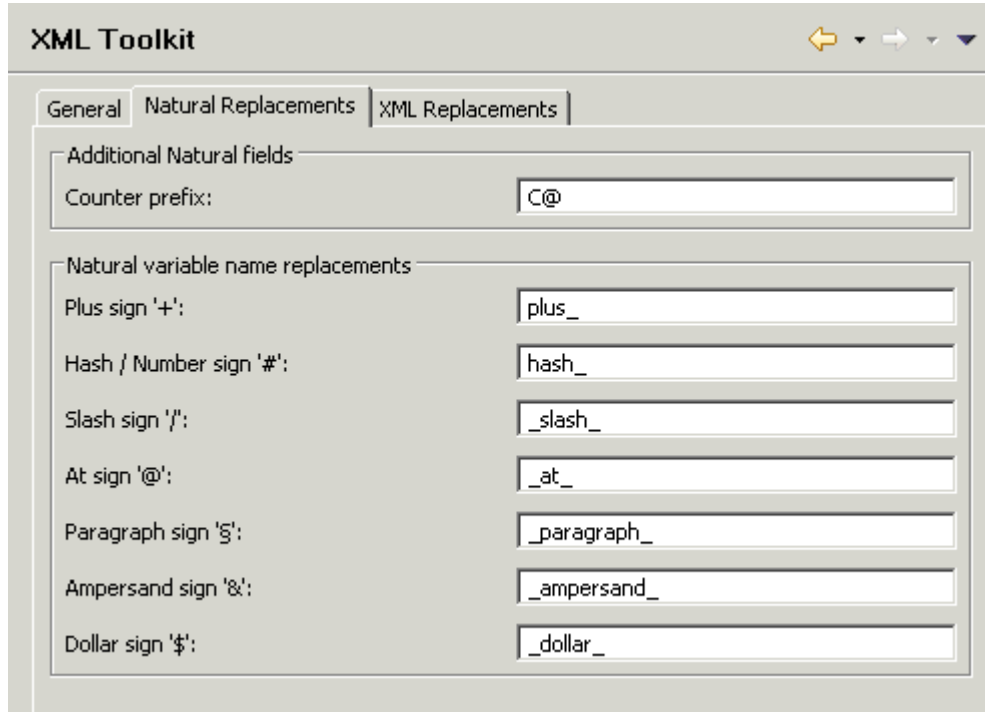 XML Toolkit
General Natural Replacements XML Replacements
Additional Natural fields
Counter prefix: C@
Natural variable name replacements
Plus sign '+': plus_
Hash / Number sign '#': hash_
Slash sign '/': _slash_
At sign '@': _at_
Paragraph sign '§': _paragraph_
Ampersand sign '&': _ampersand_
Dollar sign '$': _dollar_